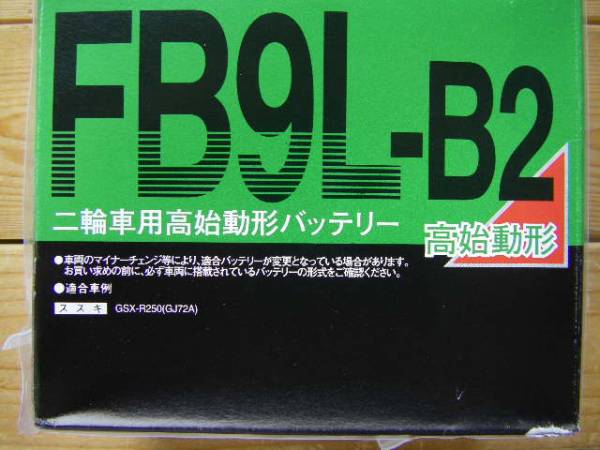 FB9L-B2
二輪車用高始動形バッテリー
高始動形
●車両のマイナーチェンジ等により、適合バッテリーが変更となっている場合があります。
お買い求めの前に、必ず車両に搭載されているバッテリーの形式をご確認ください。
●適合車例
スズキ GSX-R250(GJ72A)